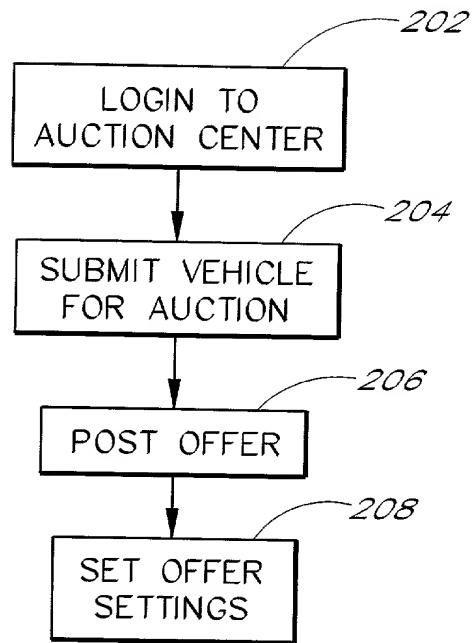 202
LOGIN TO
AUCTION CENTER
204
SUBMIT VEHICLE
FOR AUCTION
206
POST OFFER
208
SET OFFER
SETTINGS